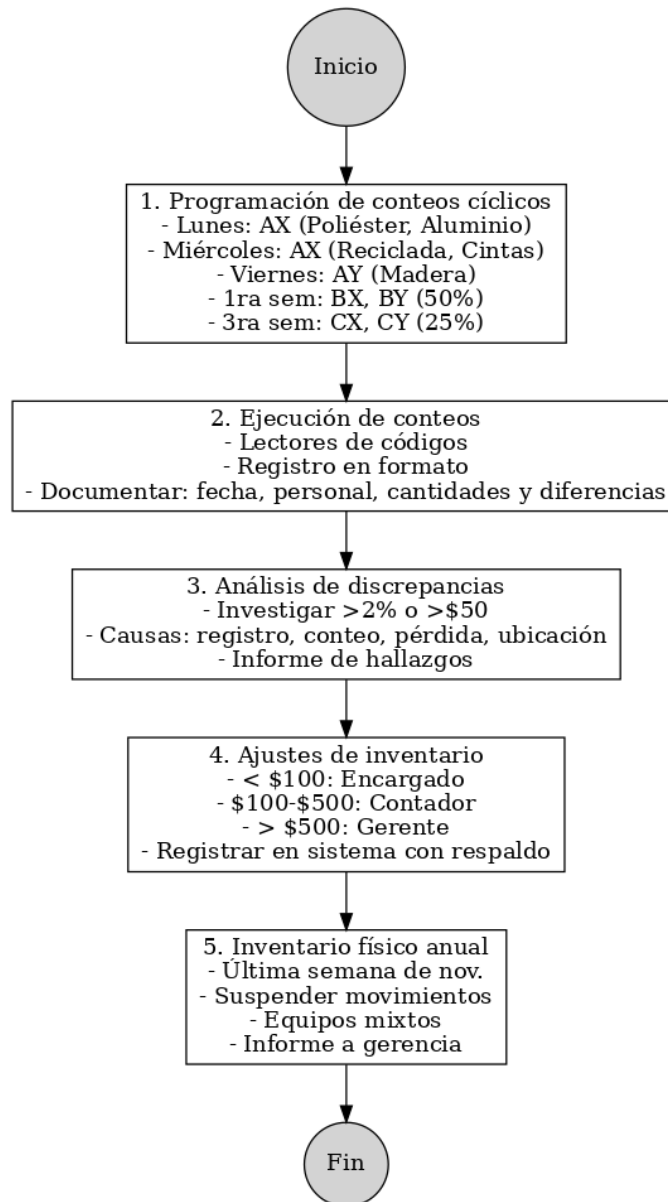 Inicio
1. Programación de conteos cíclicos
- Lunes: AX (Poliéster, Aluminio)
- Miércoles: AX (Reciclada, Cintas)
- Viernes: AY (Madera)
- 1ra sem: BX, BY (50%)
- 3ra sem: CX, CY (25%)
2. Ejecución de conteos
- Lectores de códigos
- Registro en formato
- Documentar: fecha, personal, cantidades y diferencias
3. Análisis de discrepancias
- Investigar >2% o >$50
- Causas: registro, conteo, pérdida, ubicación
- Informe de hallazgos
4. Ajustes de inventario
- < $100: Encargado
- $100-$500: Contador
- > $500: Gerente
- Registrar en sistema con respaldo
5. Inventario físico anual
- Última semana de nov.
- Suspender movimientos
- Equipos mixtos
- Informe a gerencia
Fin